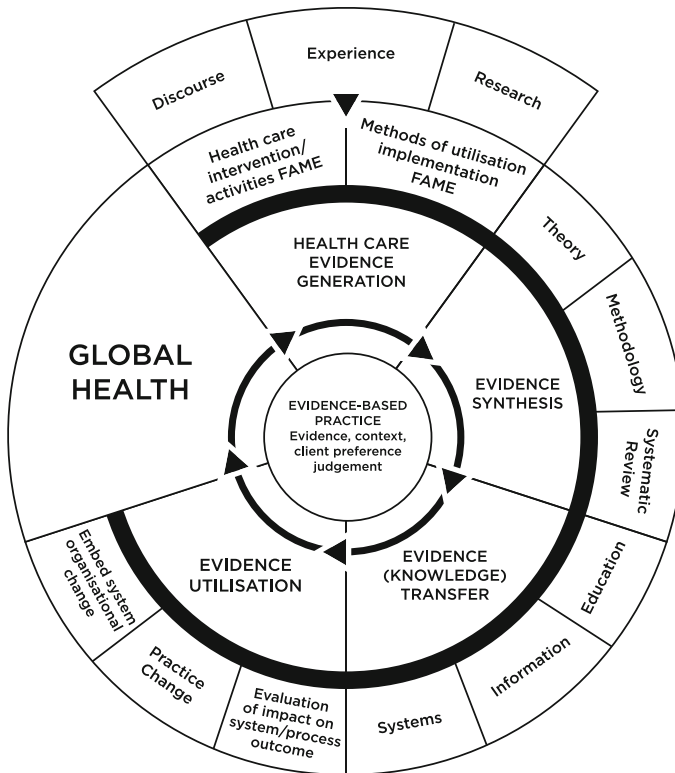 Discourse
Experience
Research
Health care
intervention/
activities FAME
Methods of utilisation
implementation
FAME
Theory
Methodology
Systematic
Review
HEALTH CARE
EVIDENCE
GENERATION
GLOBAL
HEALTH
EVIDENCE
SYNTHESIS
EVIDENCE-BASED
PRACTICE
Evidence, context,
client preference
judgement
EVIDENCE
(KNOWLEDGE)
TRANSFER
EVIDENCE
UTILISATION
Education
Information
Systems
Evaluation
of impact on
system/process
outcome
Practice
Change
Embed system
organisational
change